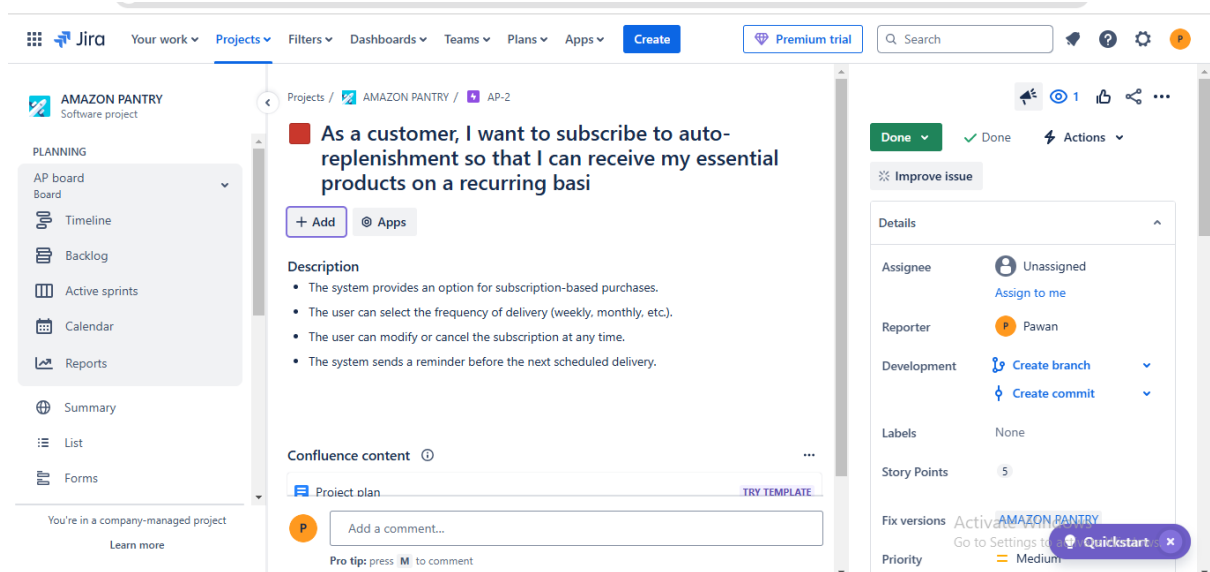 Jira Your work Projects Filters Dashboards Teams Plans Apps Create Premium trial Search P
AMAZON PANTRY
Software project
PLANNING
AP board
Board
Timeline
Backlog
Active sprints
Calendar
Reports
Summary
List
Forms
You're in a company-managed project
Learn more
Projects / AMAZON PANTRY / AP-2
As a customer, I want to subscribe to auto-
replenishment so that I can receive my essential
products on a recurring basi
+ Add Apps
Description
• The system provides an option for subscription-based purchases.
• The user can select the frequency of delivery (weekly, monthly, etc.).
• The user can modify or cancel the subscription at any time.
• The system sends a reminder before the next scheduled delivery.
Confluence content
Project plan TRY TEMPLATE
P Add a comment...
Pro tip: press M to comment
1
Done Done Actions
Improve issue
Details
Assignee Unassigned
Assign to me
Reporter P Pawan
Development Create branch
Create commit
Labels None
Story Points 5
Fix versions AMAZON PANTRY
Activate Windows
Go to Settings to
Quickstart
Priority Medium